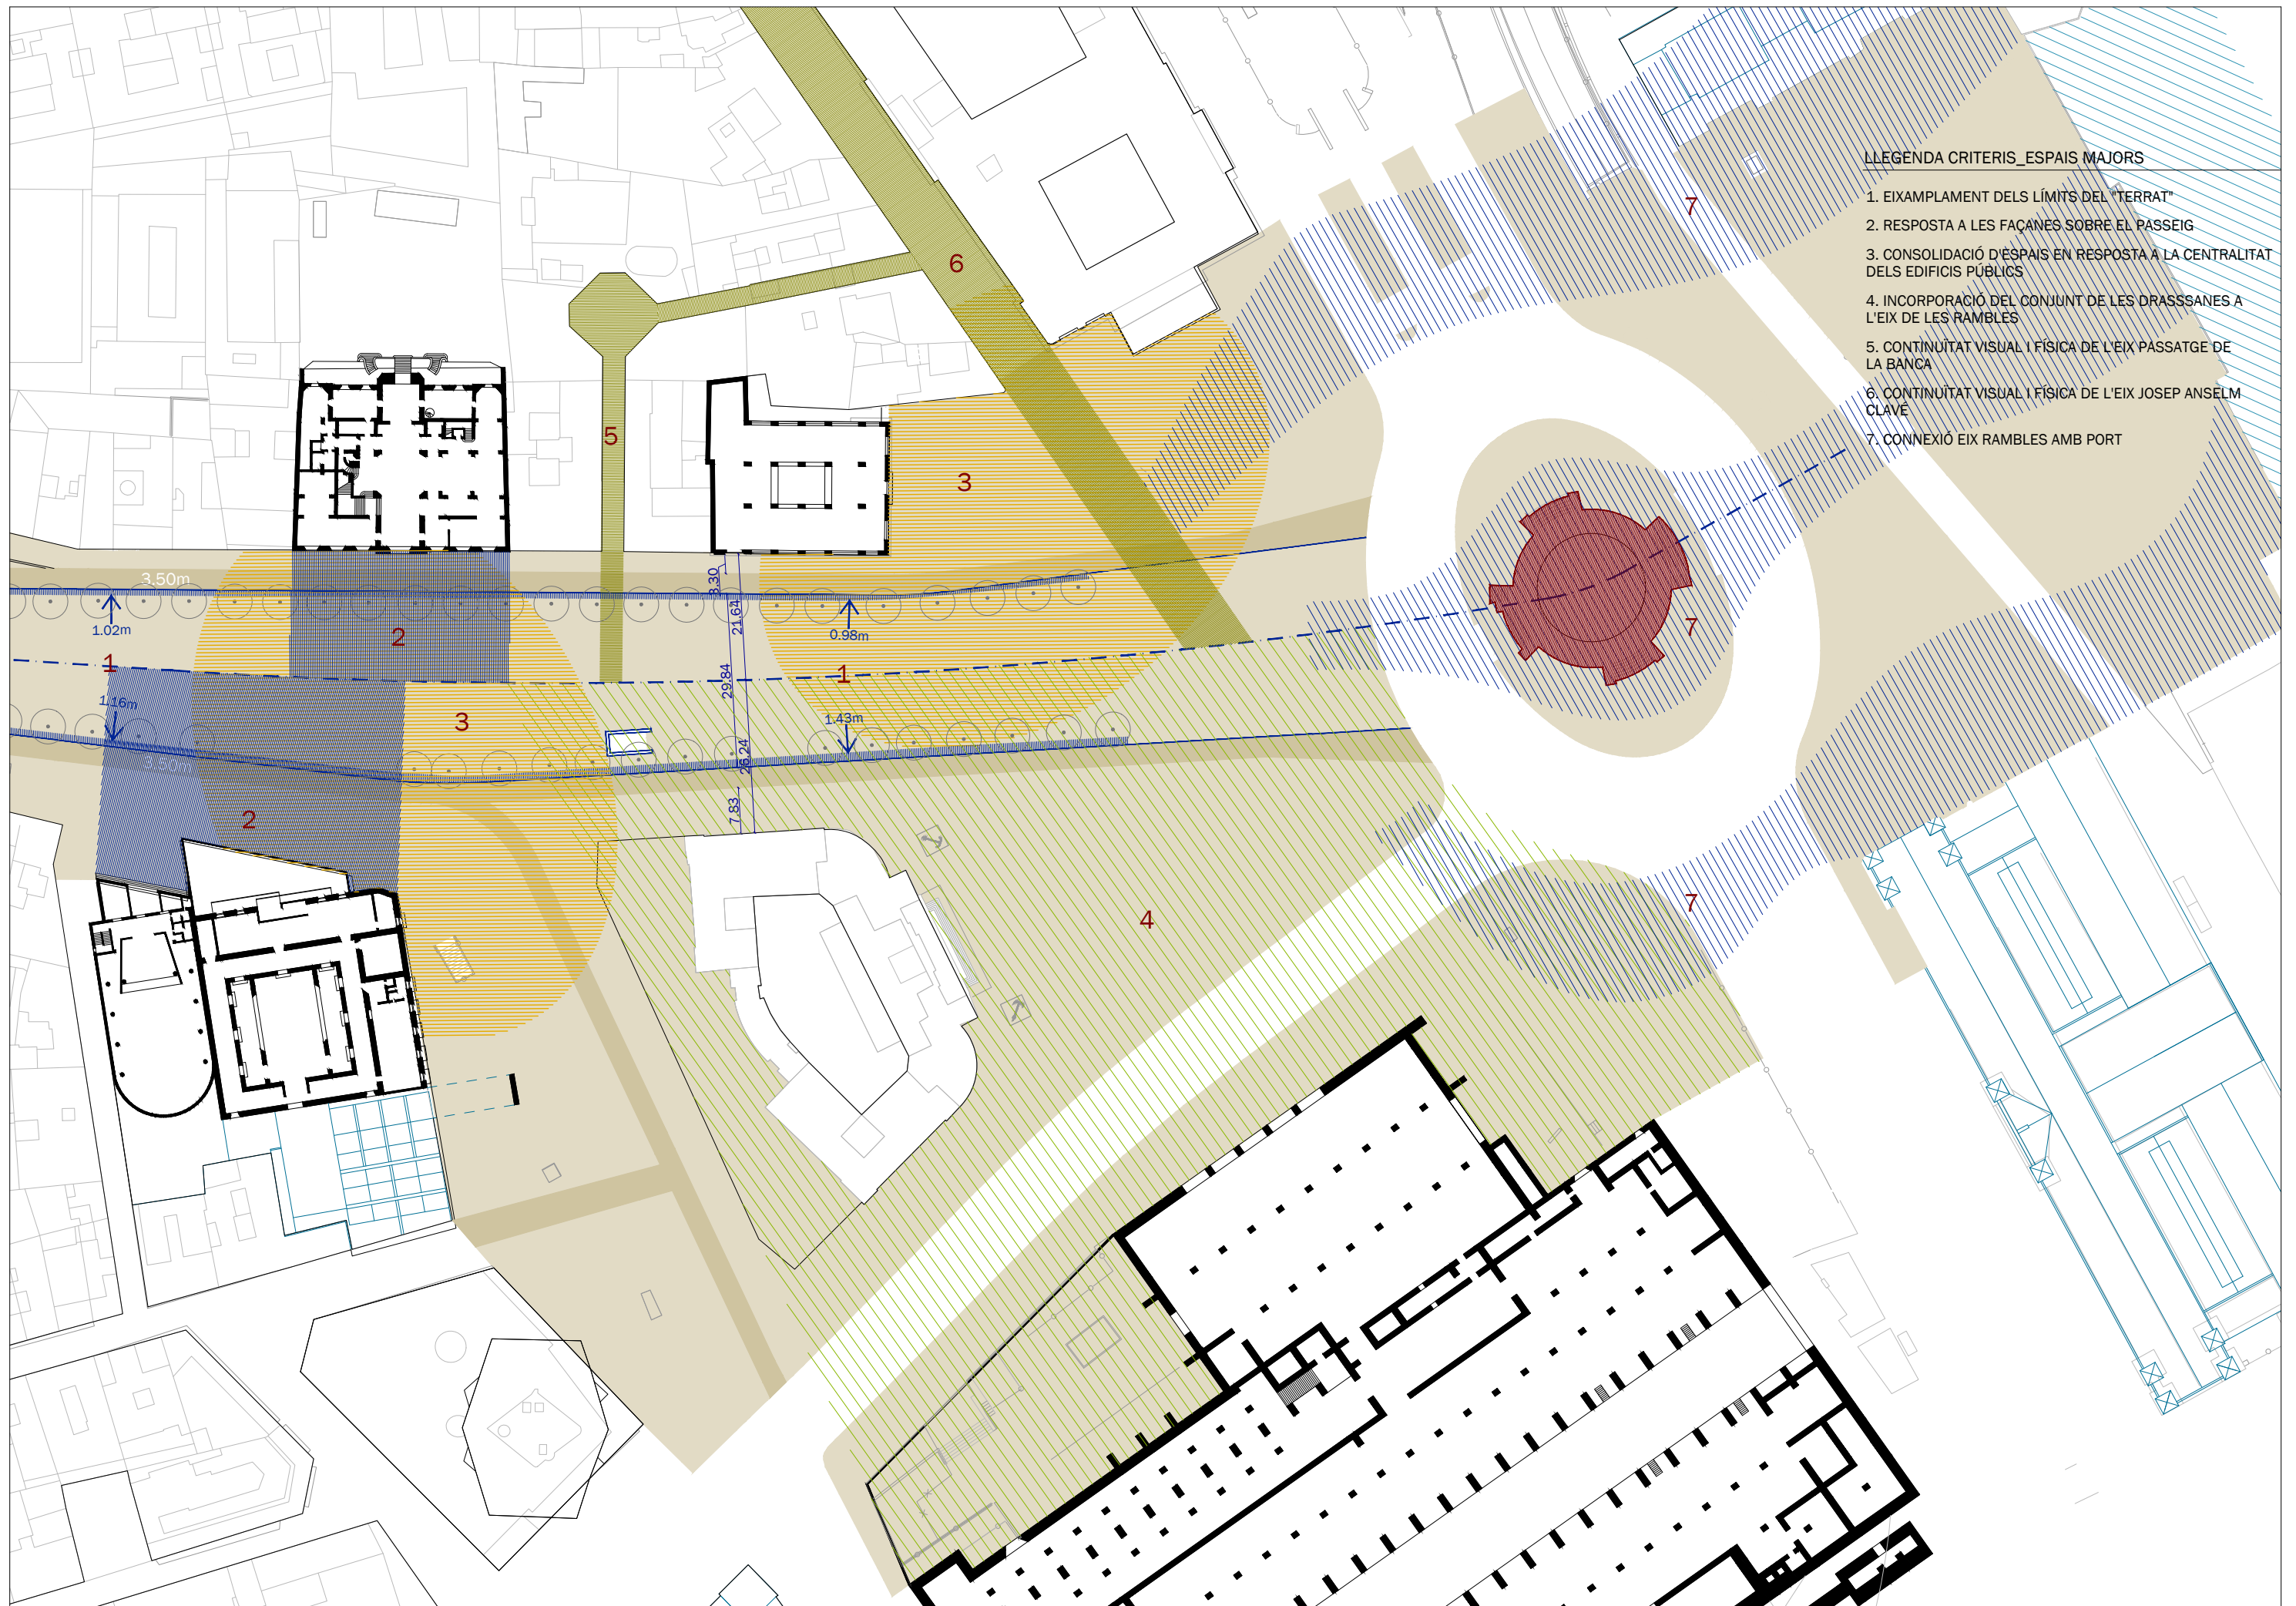 LLEGENDA CRITERIS_ESPAIS MAJORS
1. EIXAMPLAMENT DELS LÍMITS DEL "TERRAT"
2. RESPOSTA A LES FAÇANES SOBRE EL PASSEIG
3. CONSOLIDACIÓ D'ESPAIS EN RESPOSTA A LA CENTRALITAT
DELS EDIFICIS PÚBLICS
4. INCORPORACIÓ DEL CONJUNT DE LES DRASSSANES A
L'EIX DE LES RAMBLES
5. CONTINUÏTAT VISUAL I FÍSICA DE L'EIX PASSATGE DE
LA BANCA
6. CONTINUÏTAT VISUAL I FÍSICA DE L'EIX JOSEP ANSELM
CLAVÉ
7. CONNEXIÓ EIX RAMBLES AMB PORT
7
6
5
3
3.50m
3.30
1.02m
2
21,64
0.98m
7
1
29.84
1
1.16m
3
1.43m
3.50m
26.24
2
7.83
4
7